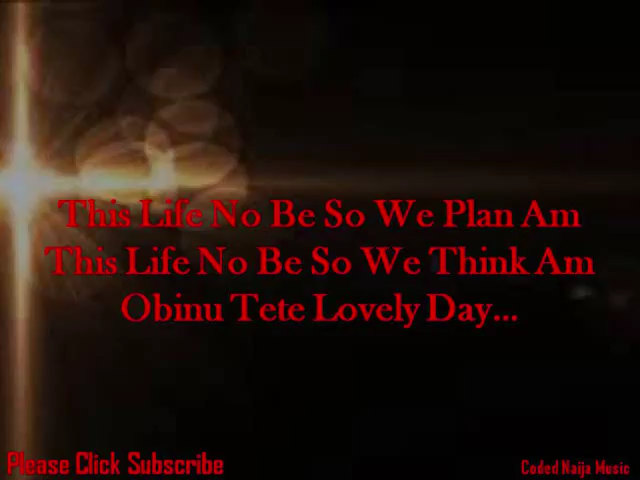 This Life No Be So We Plan Am
This Life No Be So We Think Am
Obinu Tete Lovely Day...
Please Click Subscribe
Coded Naija Music